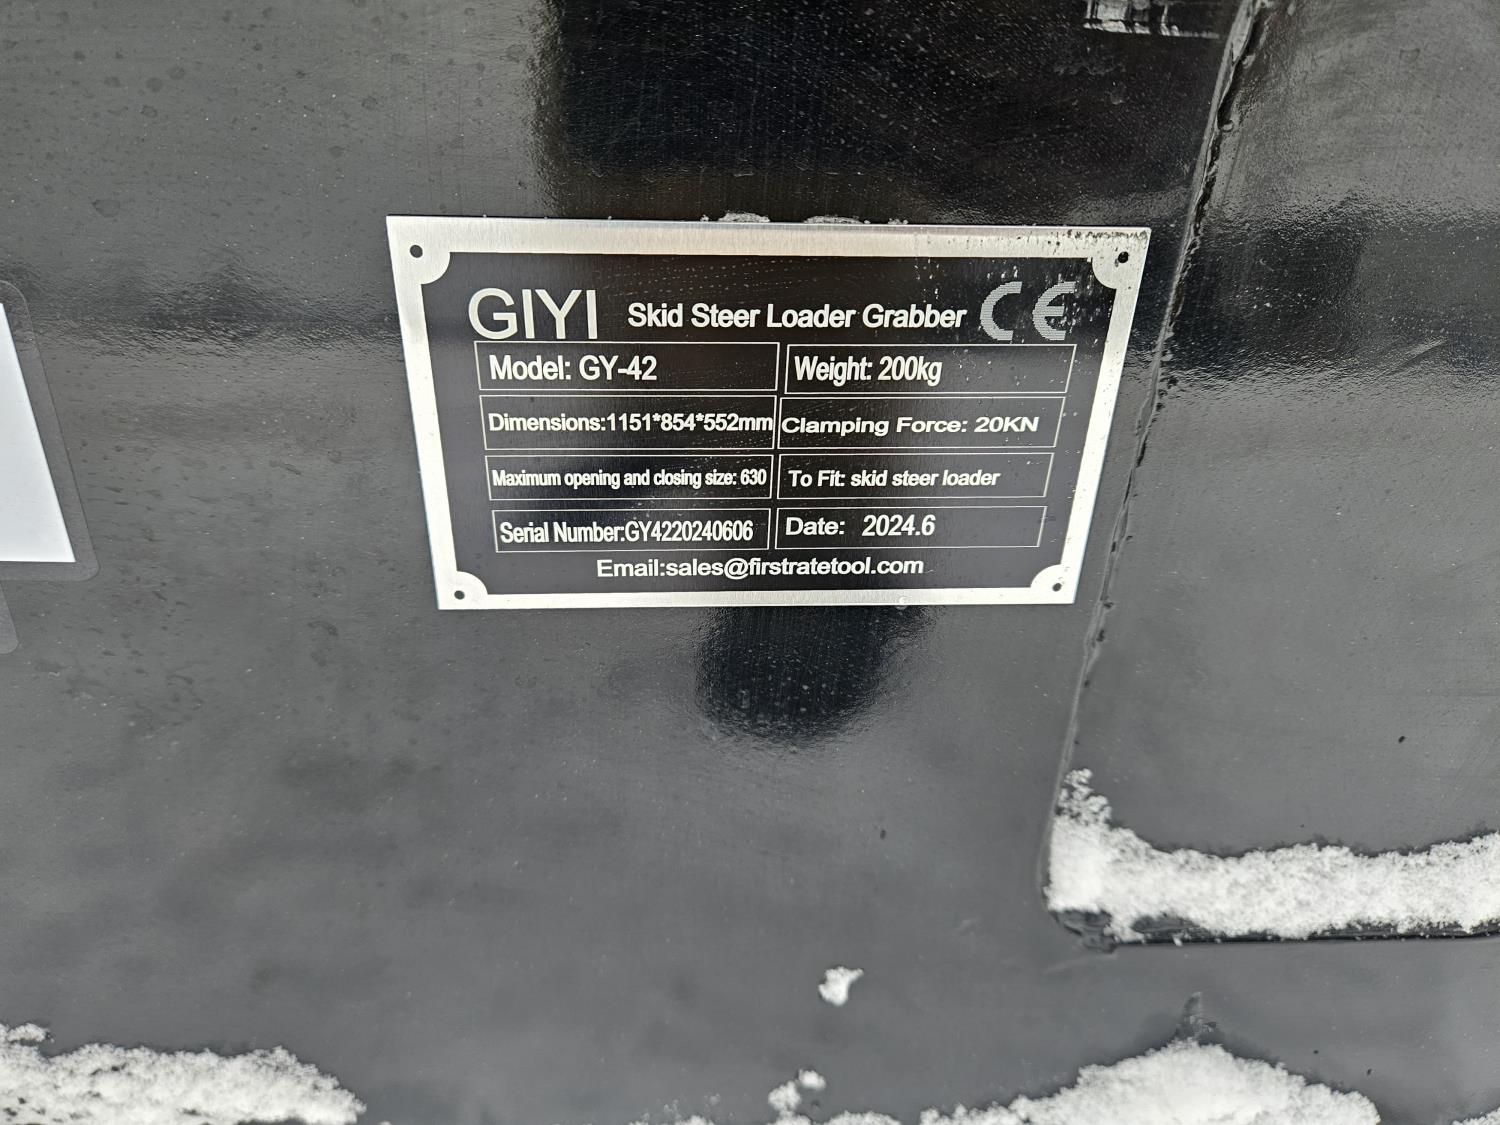 GIYI Skid Steer Loader Grabber CE
Model: GY-42
Weight: 200kg
Dimensions:1151*854*552mm
Clamping Force: 20KN
Maximum opening and closing size: 630
To Fit: skid steer loader
Serial Number:GY4220240606
Date: 2024.6
Email:sales@firstratetool.com